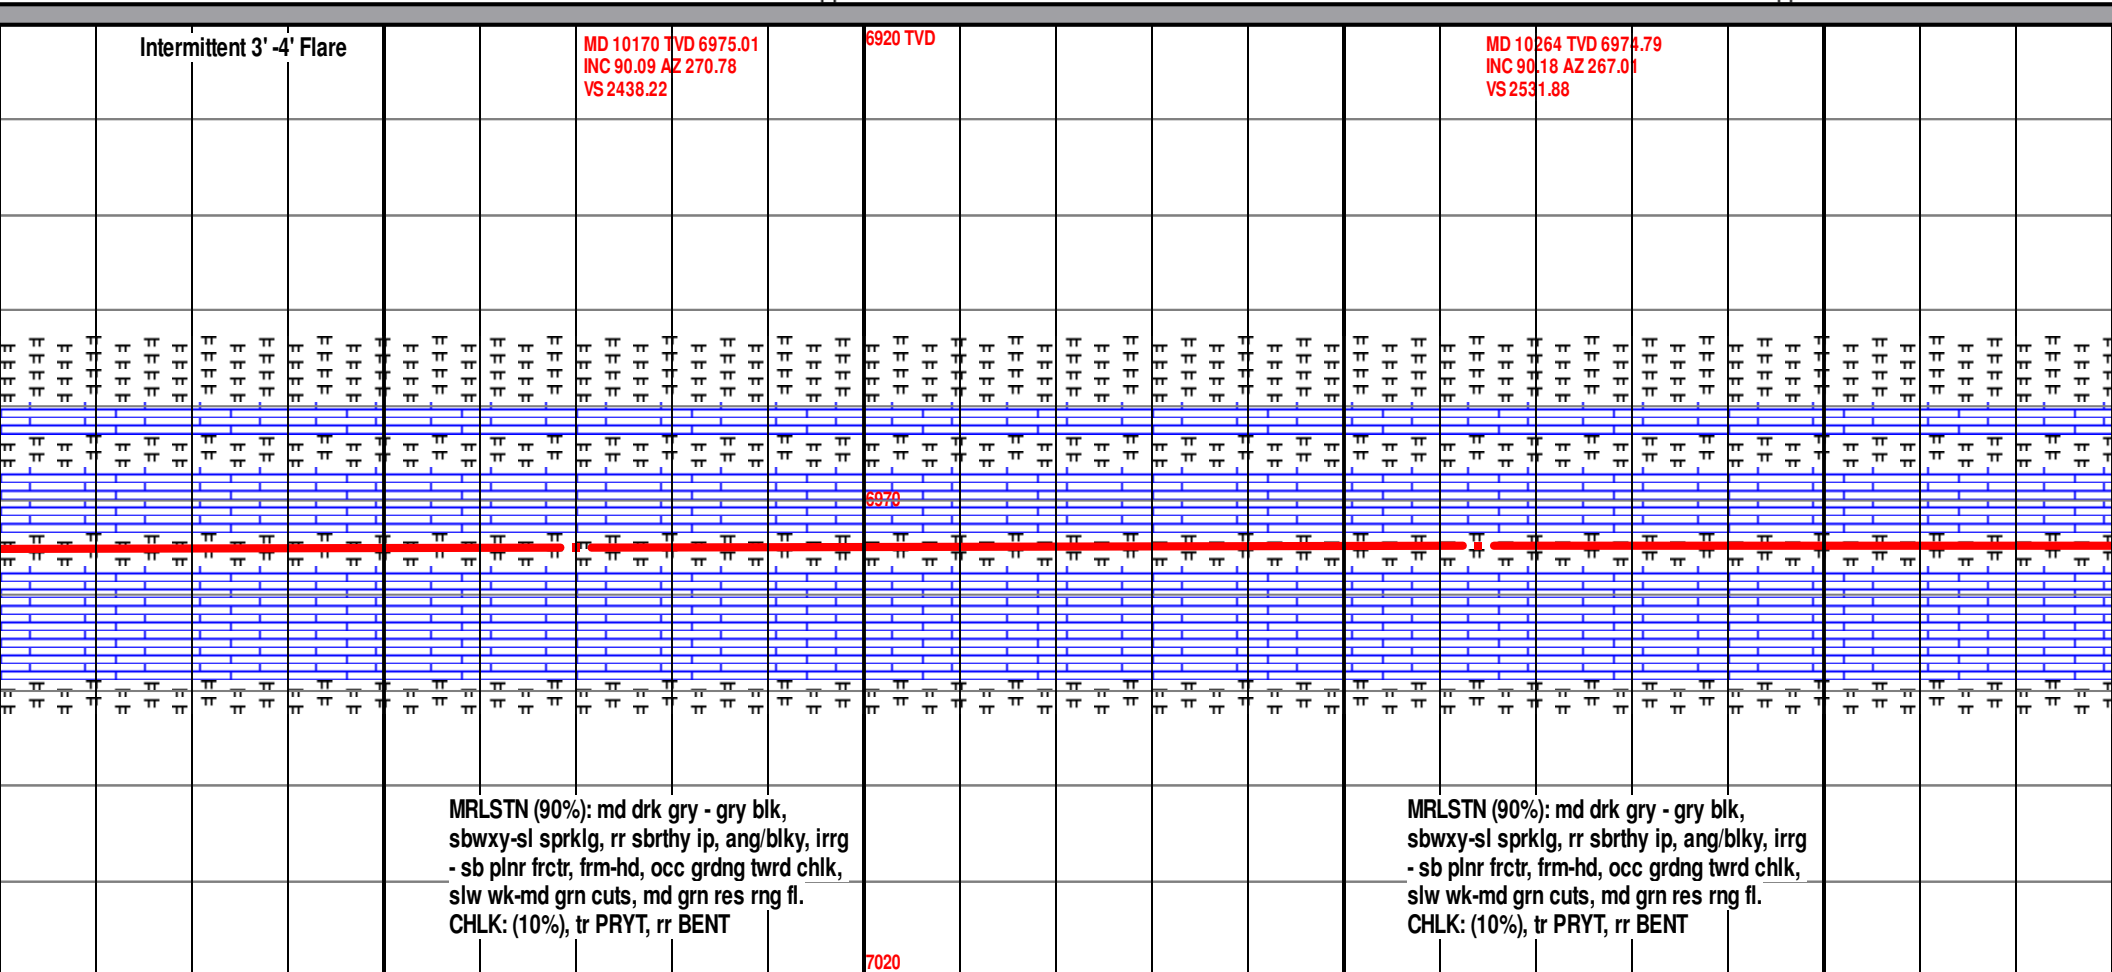 Intermittent 3' -4' Flare
MD 10170 TVD 6975.01
INC 90.09 AZ 270.78
VS 2438.22
6920 TVD
MD 10264 TVD 6974.79
INC 90.18 AZ 267.01
VS 2531.88
6970
MRLSTN (90%): md drk gry - gry blk,
sbwxy-sl sprklg, rr sbrthy ip, ang/blky, irrg
- sb plnr frctr, frm-hd, occ grdng twrd chlk,
slw wk-md grn cuts, md grn res rng fl.
CHLK: (10%), tr PRYT, rr BENT
MRLSTN (90%): md drk gry - gry blk,
sbwxy-sl sprklg, rr sbrthy ip, ang/blky, irrg
- sb plnr frctr, frm-hd, occ grdng twrd chlk,
slw wk-md grn cuts, md grn res rng fl.
CHLK: (10%), tr PRYT, rr BENT
7020